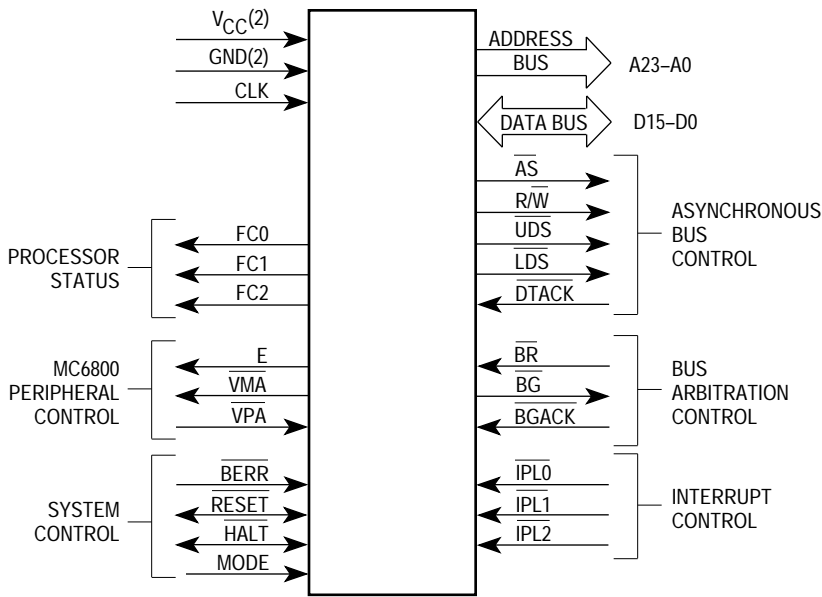 VCC(2)
GND(2)
CLK
PROCESSOR
STATUS
FC0
FC1
FC2
MC6800
PERIPHERAL
CONTROL
E
VMA
VPA
SYSTEM
CONTROL
BERR
RESET
HALT
MODE
ADDRESS
BUS
A23–A0
DATA BUS
D15–D0
AS
R/W
UDS
LDS
DTACK
ASYNCHRONOUS
BUS
CONTROL
BR
BG
BGACK
BUS
ARBITRATION
CONTROL
IPL0
IPL1
IPL2
INTERRUPT
CONTROL